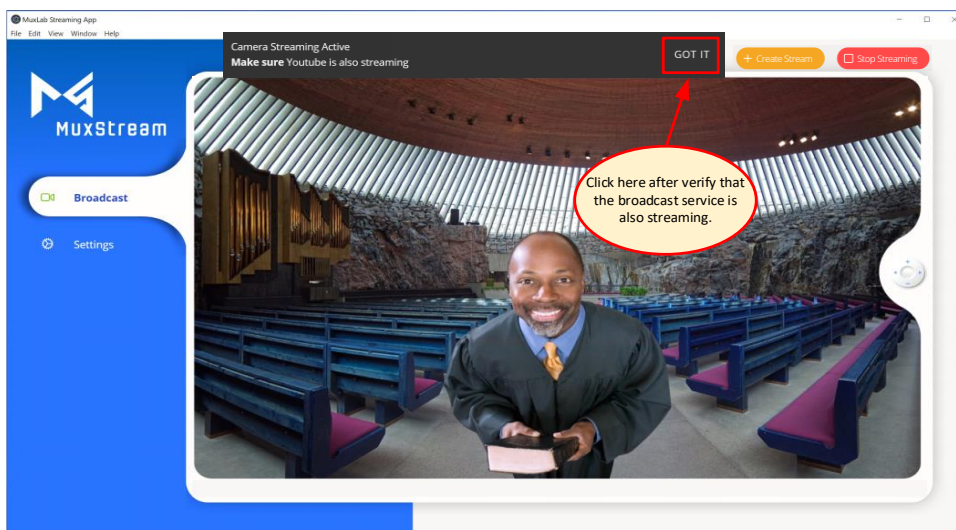 MuxLab Streaming App
File Edit View Window Help
Camera Streaming Active
Make sure Youtube is also streaming
GOT IT
+ Create Stream
Stop Streaming
MuxStream
Click here after verify that
the broadcast service is
also streaming.
Broadcast
Settings